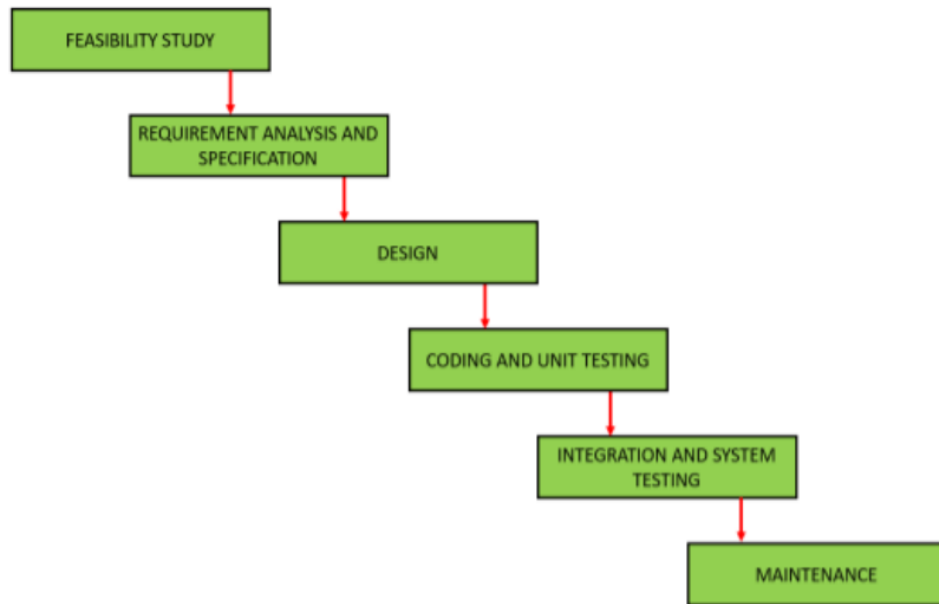 FEASIBILITY STUDY
REQUIREMENT ANALYSIS AND
SPECIFICATION
DESIGN
CODING AND UNIT TESTING
INTEGRATION AND SYSTEM
TESTING
MAINTENANCE